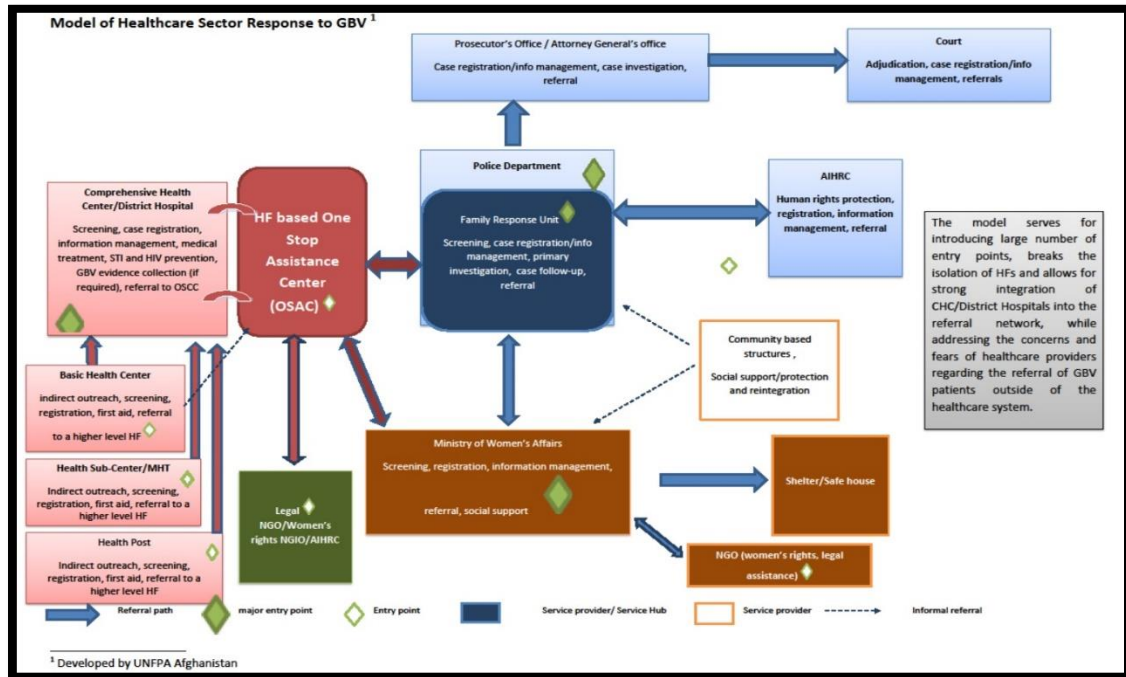 Model of Healthcare Sector Response to GBV 1
Prosecutor's Office / Attorney General's office
Case registration/info management, case investigation,
referral
Court
Adjudication, case registration/info
management, referrals
Police Department
Family Response Unit
Screening, case registration/info
management, primary
investigation, case follow-up,
referral
AIHRC
Human rights protection,
registration, information
management, referral
The model serves for
introducing large number of
entry points, breaks the
isolation of HFs and allows for
strong integration of
CHC/District Hospitals into the
referral network, while
addressing the concerns and
fears of healthcare providers
regarding the referral of GBV
patients outside of the
healthcare system.
Comprehensive Health
Center/District Hospital
Screening, case registration,
information management, medical
treatment, STI and HIV prevention,
GBV evidence collection (if
required), referral to OSCC
HF based One
Stop
Assistance
Center
(OSAC)
Community based
structures ,
Social support/protection
and reintegration
Basic Health Center
indirect outreach, screening,
registration, first aid, referral
to a higher level HF
Health Sub-Center/MHT
Indirect outreach, screening,
registration, first aid, referral to a
higher level HF
Health Post
Indirect outreach, screening,
registration, first aid, referral to a
higher level HF
Legal
NGO/Women's
rights NGIO/AIHRC
Ministry of Women's Affairs
Screening, registration, information management,
referral, social support
Shelter/Safe house
NGO (women's rights, legal
assistance)
Referral path
major entry point
Entry point
Service provider/ Service Hub
Service provider
Informal referral
1 Developed by UNFPA Afghanistan